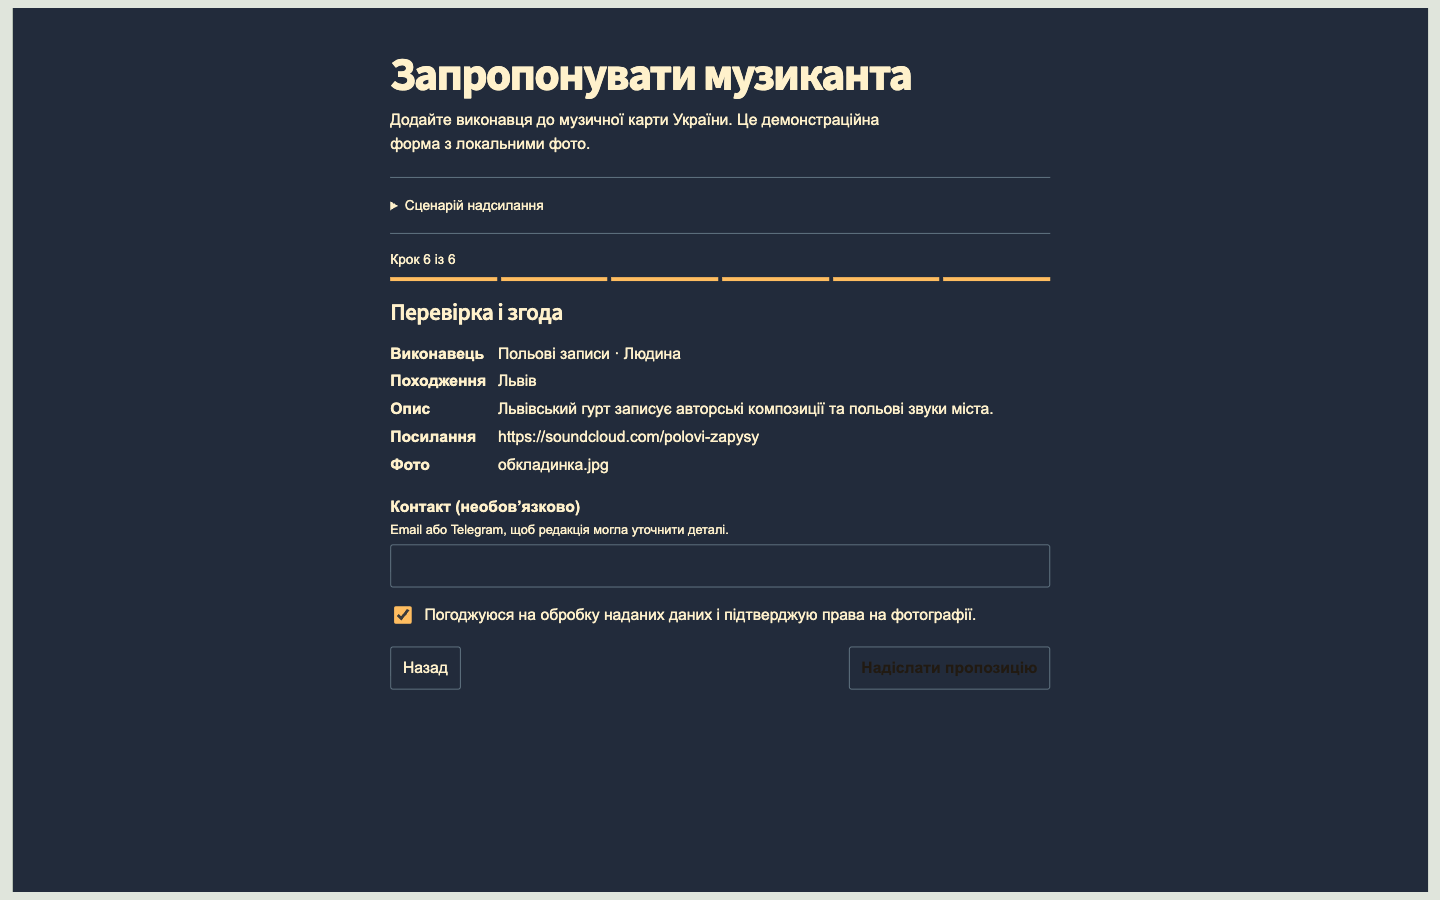 Запропонувати музиканта
Додайте виконавця до музичної карти України. Це демонстраційна
форма з локальними фото.
Сценарій надсилання
Крок 6 із 6
Перевірка і згода
Виконавець Польові записи · Людина
Походження Львів
Опис Львівський гурт записує авторські композиції та польові звуки міста.
Посилання https://soundcloud.com/polovi-zapysy
Фото обкладинка.jpg
Контакт (необов’язково)
Email або Telegram, щоб редакція могла уточнити деталі.
Погоджуюся на обробку наданих даних і підтверджую права на фотографії.
Назад Надіслати пропозицію